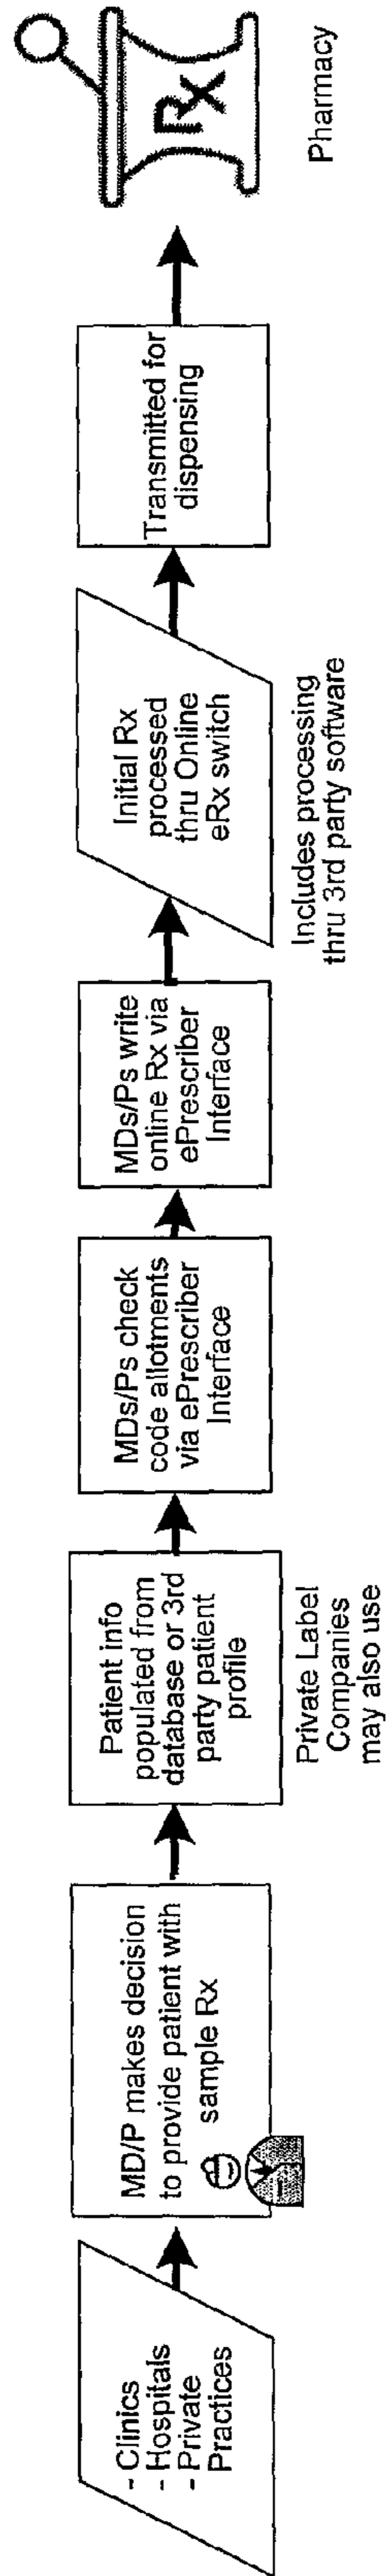 - Clinics
- Hospitals
- Private
Practices
MD/P makes decision
to provide patient with
sample Rx
Patient info
populated from
database or 3rd
party patient
profile
Private Label
Companies
may also use
MDs/Ps check
code allotments
via ePrescriber
Interface
MDs/Ps write
online Rx via
ePrescriber
Interface
Initial Rx
processed
thru Online
eRx switch
Includes processing
thru 3rd party software
Transmitted for
dispensing
Rx
Pharmacy